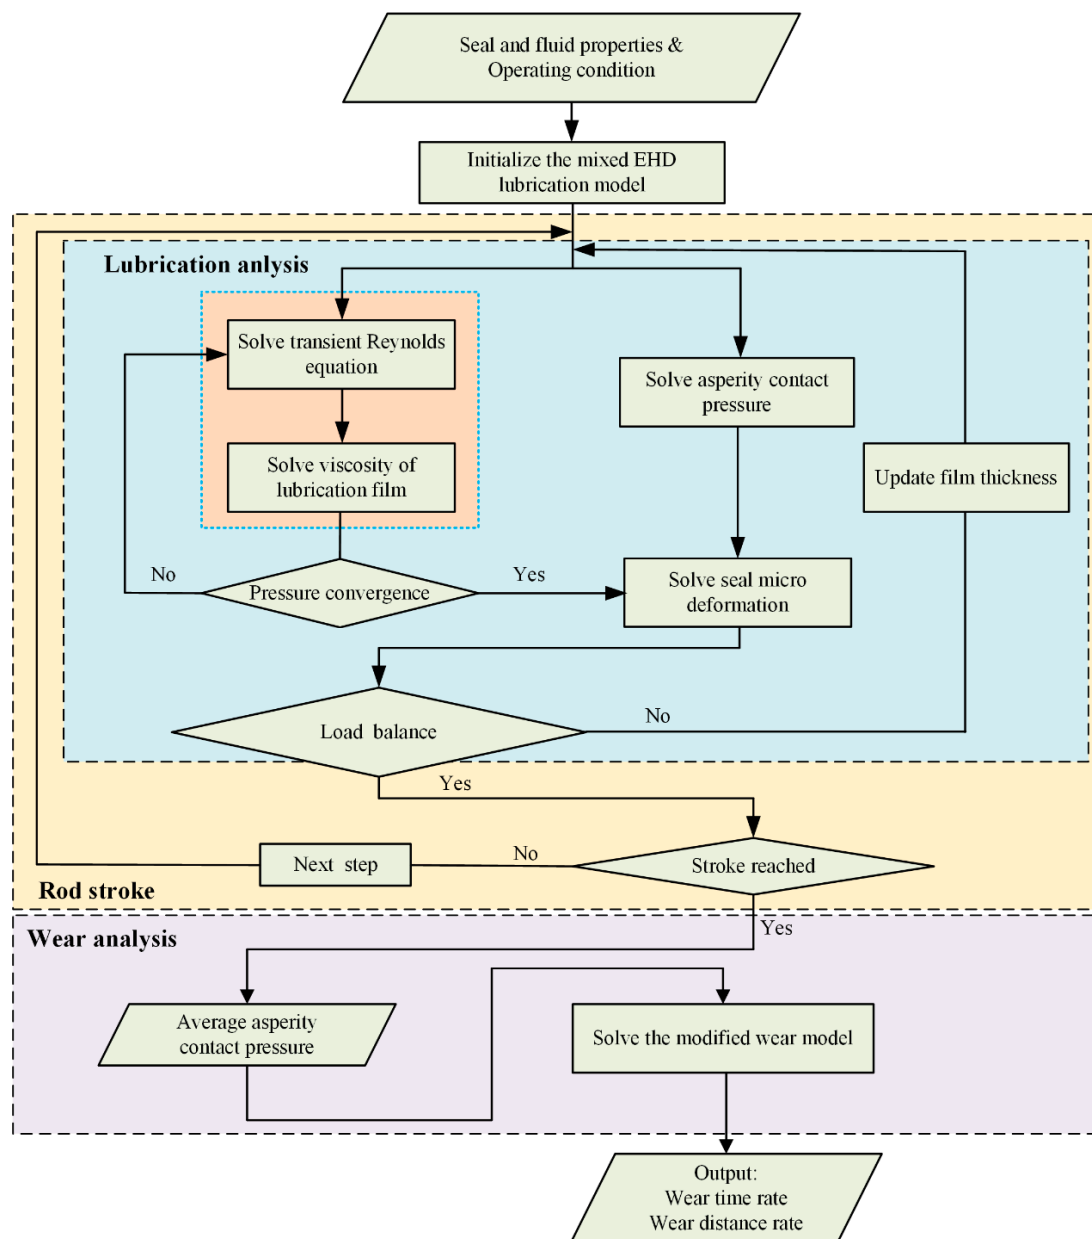 Seal and fluid properties &
Operating condition
Initialize the mixed EHD
lubrication model
Lubrication anlysis
Solve transient Reynolds
equation
Solve asperity contact
pressure
Solve viscosity of
lubrication film
Update film thickness
No
Pressure convergence
Yes
Solve seal micro
deformation
Load balance
No
Yes
Next step
No
Stroke reached
Rod stroke
Yes
Wear analysis
Average asperity
contact pressure
Solve the modified wear model
Output:
Wear time rate
Wear distance rate